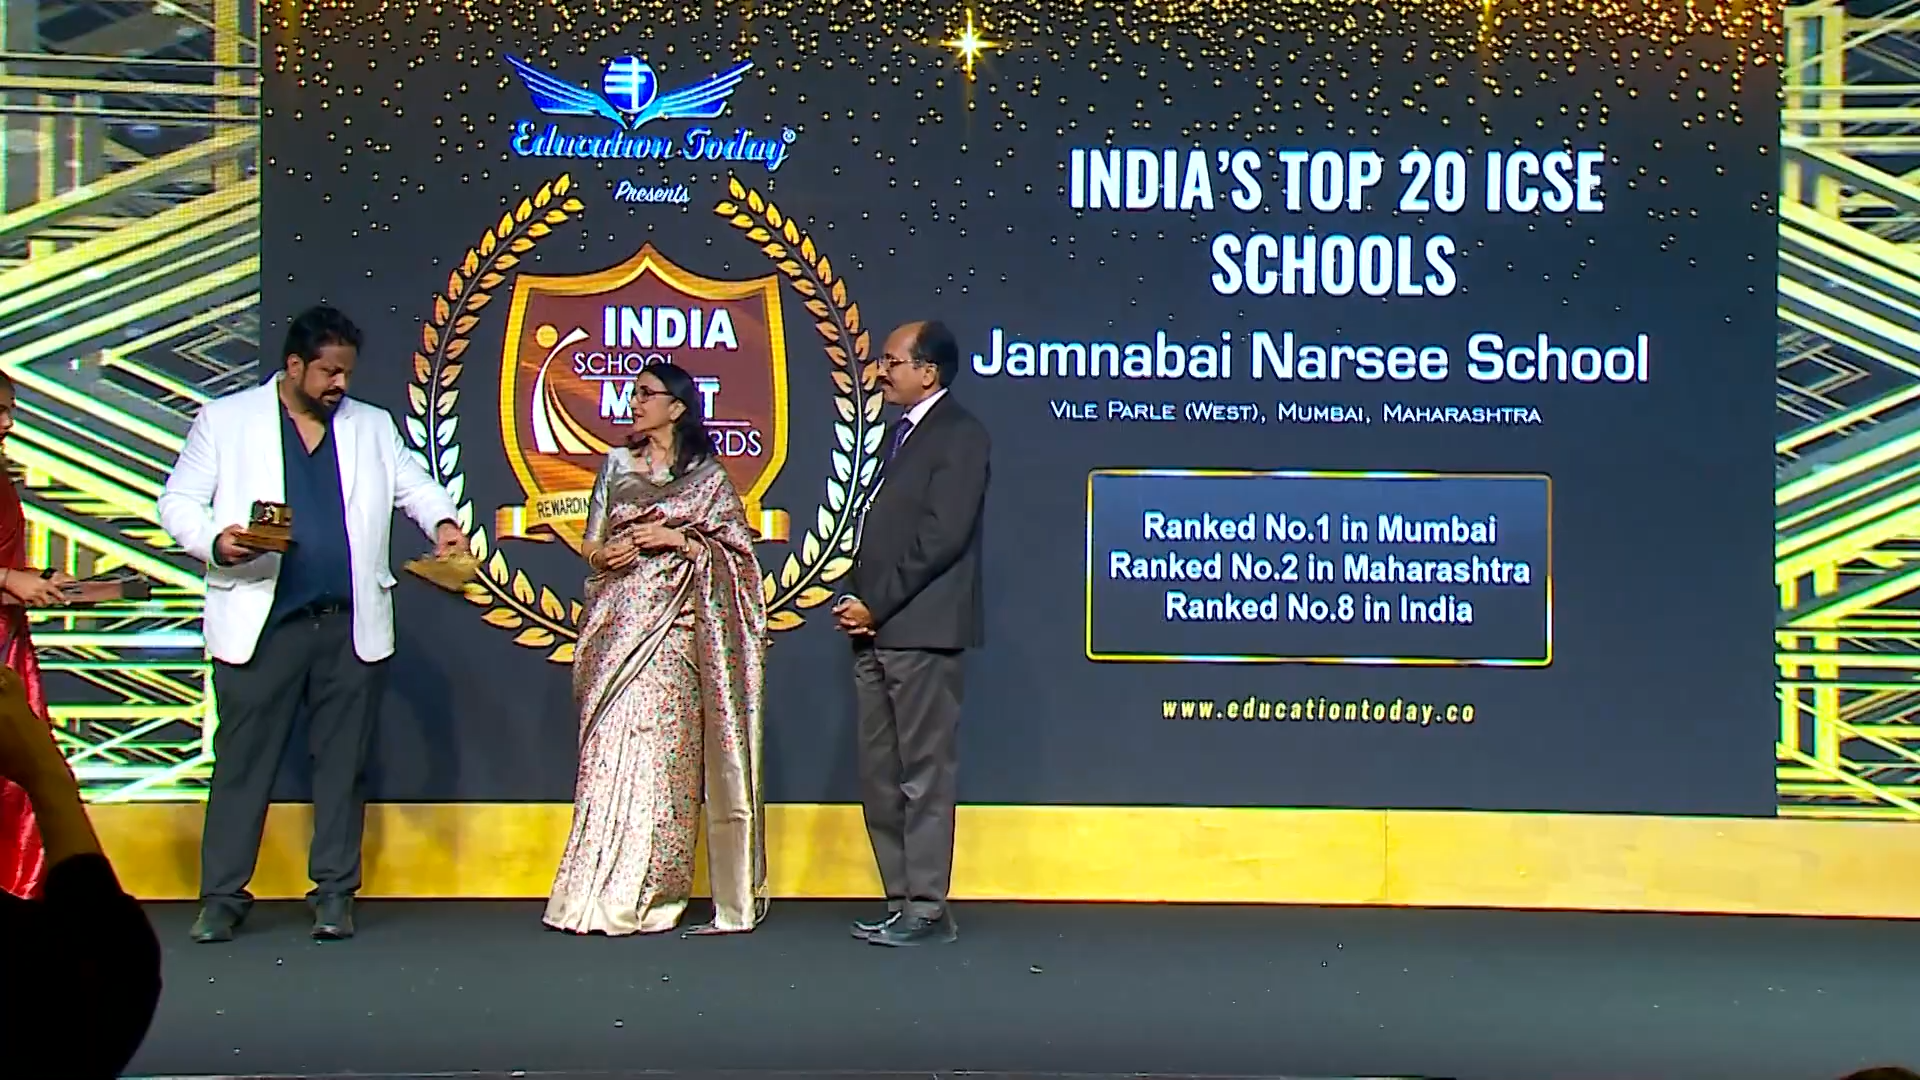 Education Today
Presents
INDIA
SCHOOL
REWARDIN
INDIA'S TOP 20 ICSE
SCHOOLS
Jamnabai Narsee School
VILE PARLE (WEST), MUMBAI, MAHARASHTRA
Ranked No.1 in Mumbai
Ranked No.2 in Maharashtra
Ranked No.8 in India
www.educationtoday.co